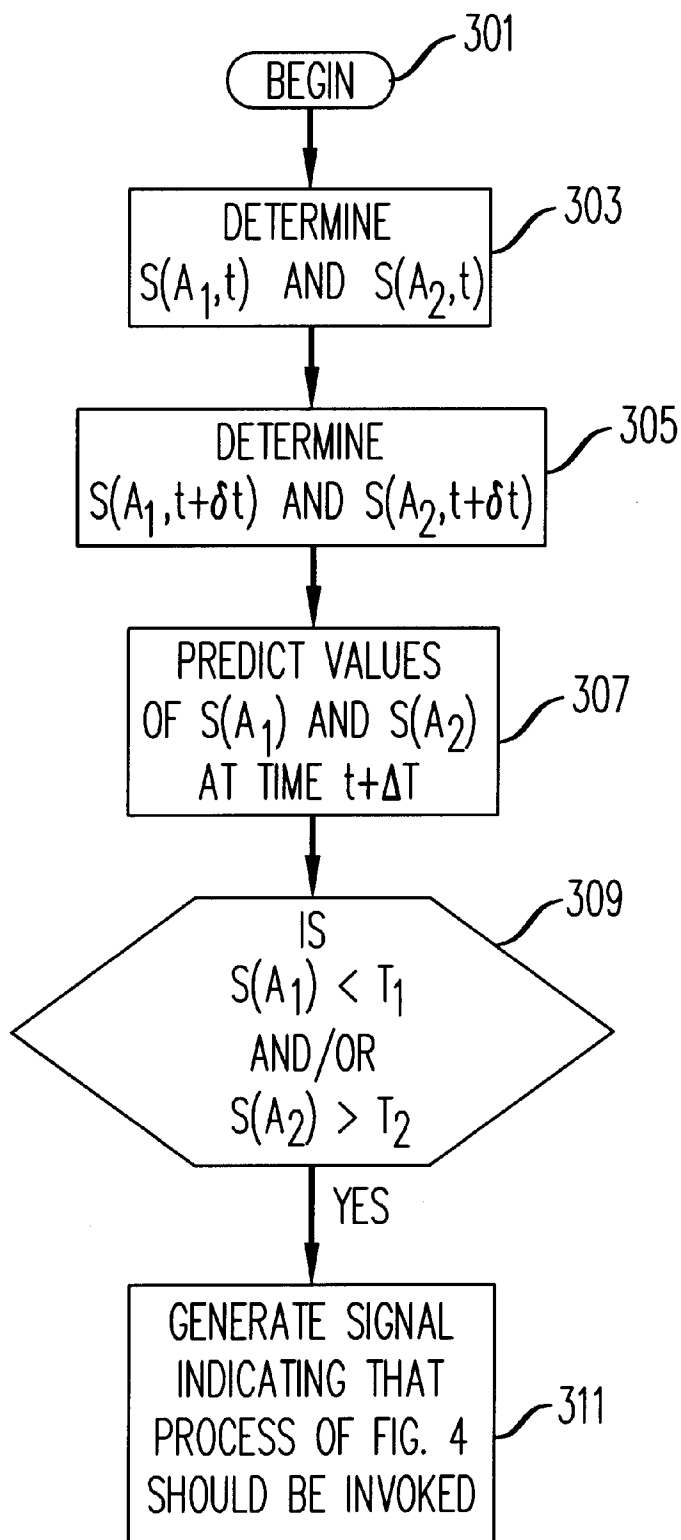 301
BEGIN
303
DETERMINE
S(A₁,t) AND S(A₂,t)
305
DETERMINE
S(A₁,t+δt) AND S(A₂,t+δt)
PREDICT VALUES
OF S(A₁) AND S(A₂)
AT TIME t+ΔT
307
309
IS
S(A₁) < T₁
AND/OR
S(A₂) > T₂
YES
GENERATE SIGNAL
INDICATING THAT
PROCESS OF FIG. 4
SHOULD BE INVOKED
311